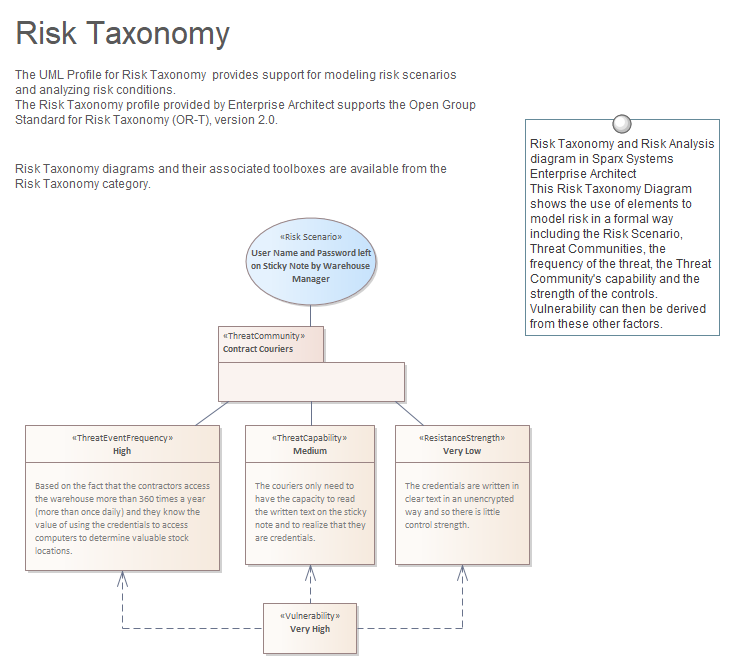 Risk Taxonomy
The UML Profile for Risk Taxonomy  provides support for modeling risk scenarios
and analyzing risk conditions.
The Risk Taxonomy profile provided by Enterprise Architect supports the Open Group
Standard for Risk Taxonomy (OR-T), version 2.0.
Risk Taxonomy diagrams and their associated toolboxes are available from the
Risk Taxonomy category.
Risk Taxonomy and Risk Analysis
diagram in Sparx Systems
Enterprise Architect
This Risk Taxonomy Diagram
shows the use of elements to
model risk in a formal way
including the Risk Scenario,
Threat Communities, the
frequency of the threat, the Threat
Community's capability and the
strength of the controls.
Vulnerability can then be derived
from these other factors.
«Risk Scenario»
User Name and Password left
on Sticky Note by Warehouse
Manager
«ThreatCommunity»
Contract Couriers
«ThreatEventFrequency»
High
Based on the fact that the contractors access
the warehouse more than 360 times a year
(more than once daily) and they know the
value of using the credentials to access
computers to determine valuable stock
locations.
«ThreatCapability»
Medium
The couriers only need to
have the capacity to read
the written text on the sticky
note and to realize that they
are credentials.
«ResistanceStrength»
Very Low
The credentials are written in
clear text in an unencrypted
way and so there is little
control strength.
«Vulnerability»
Very High